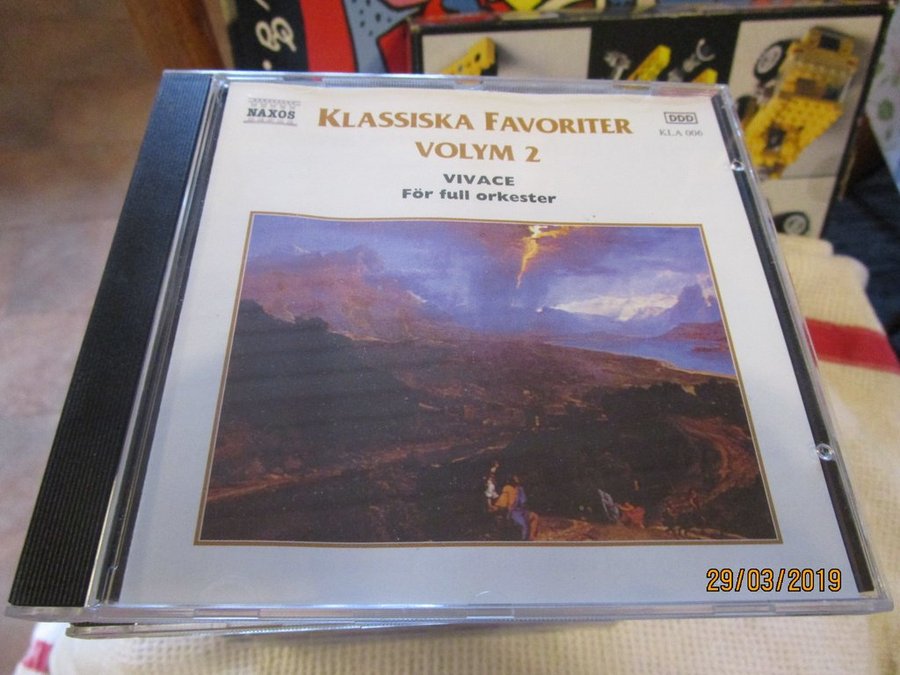 NAXOS
KLASSISKA FAVORITER
VOLYM 2
DDD
KLA 006
VIVACE
För full orkester
29/03/2019